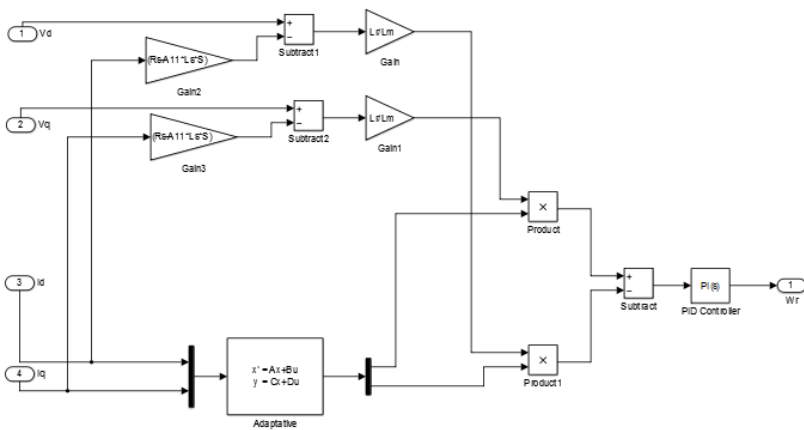 1
Vd
+
−
Subtract1
Lr/Lm
Gain
(Rs-A11*Ls*S)
Gain2
2
Vq
+
−
Subtract2
Lr/Lm
Gain1
(Rs-A11*Ls*S)
Gain3
×
Product
3
Id
+
−
Subtract
PI(s)
PID Controller
1
Wr
4
Iq
x' = Ax+Bu
y = Cx+Du
Adaptative
×
Product1